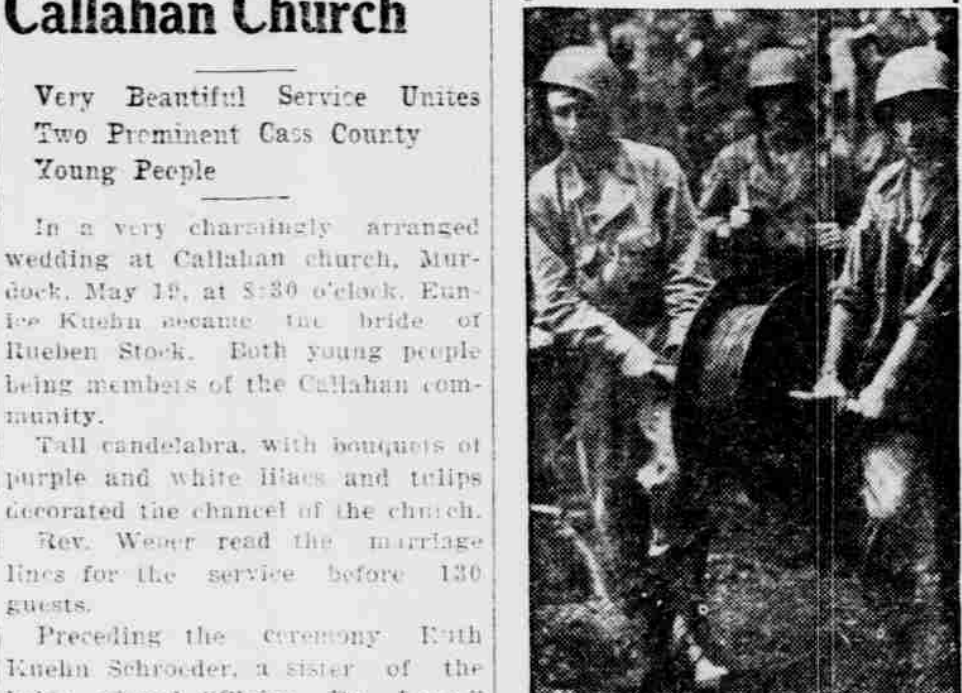 Callahan Church
Very Beautiful Service Unites
Two Prominent Cass County
Young People
In a very charmingly arranged
wedding at Callahan church, Mur-
dock, May 19, at 8:30 o'clock, Eun-
ice Kuehn became the bride of
Rueben Stock. Both young people
being members of the Callahan com-
munity.
Tall candelabra, with bouquets of
purple and white lilacs and tulips
decorated the chancel of the church.
Rev. Weber read the marriage
lines for the service before 130
guests.
Preceding the ceremony Ruth
Kuehn Schroeder, a sister of the